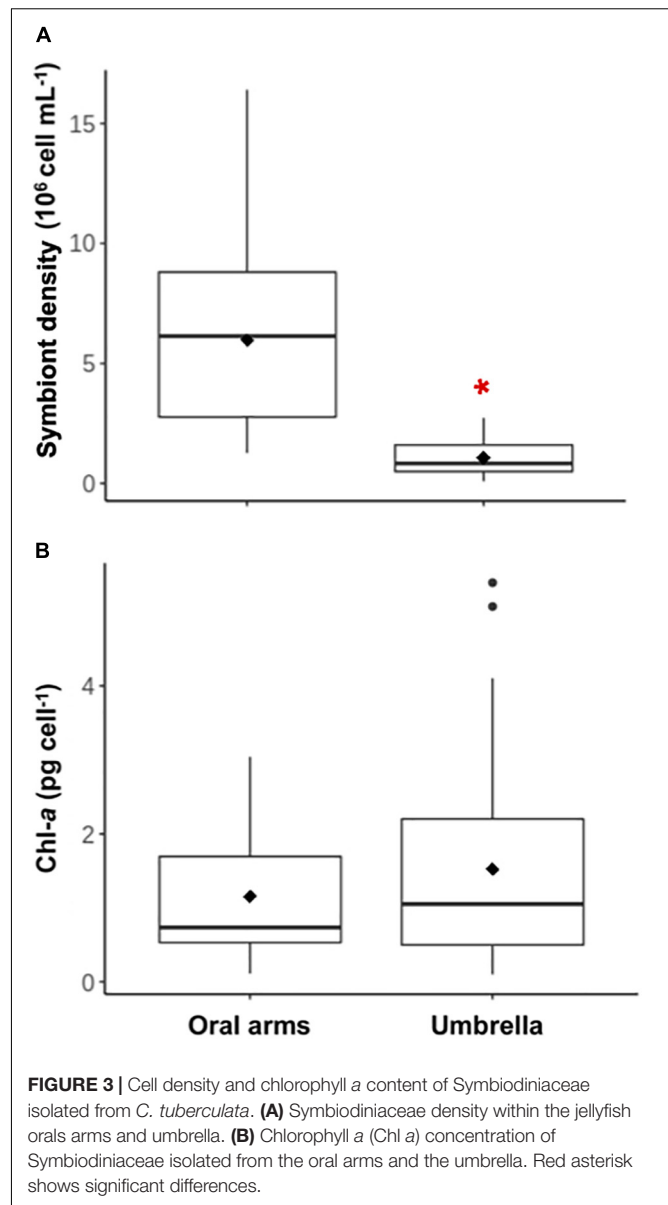 A
Symbiont density (10⁶ cell mL⁻¹)
15
10
5
0
*
B
Chl-a (pg cell⁻¹)
4
2
0
Oral arms Umbrella
FIGURE 3 | Cell density and chlorophyll a content of Symbiodiniaceae
isolated from C. tuberculata. (A) Symbiodiniaceae density within the jellyfish
orals arms and umbrella. (B) Chlorophyll a (Chl a) concentration of
Symbiodiniaceae isolated from the oral arms and the umbrella. Red asterisk
shows significant differences.